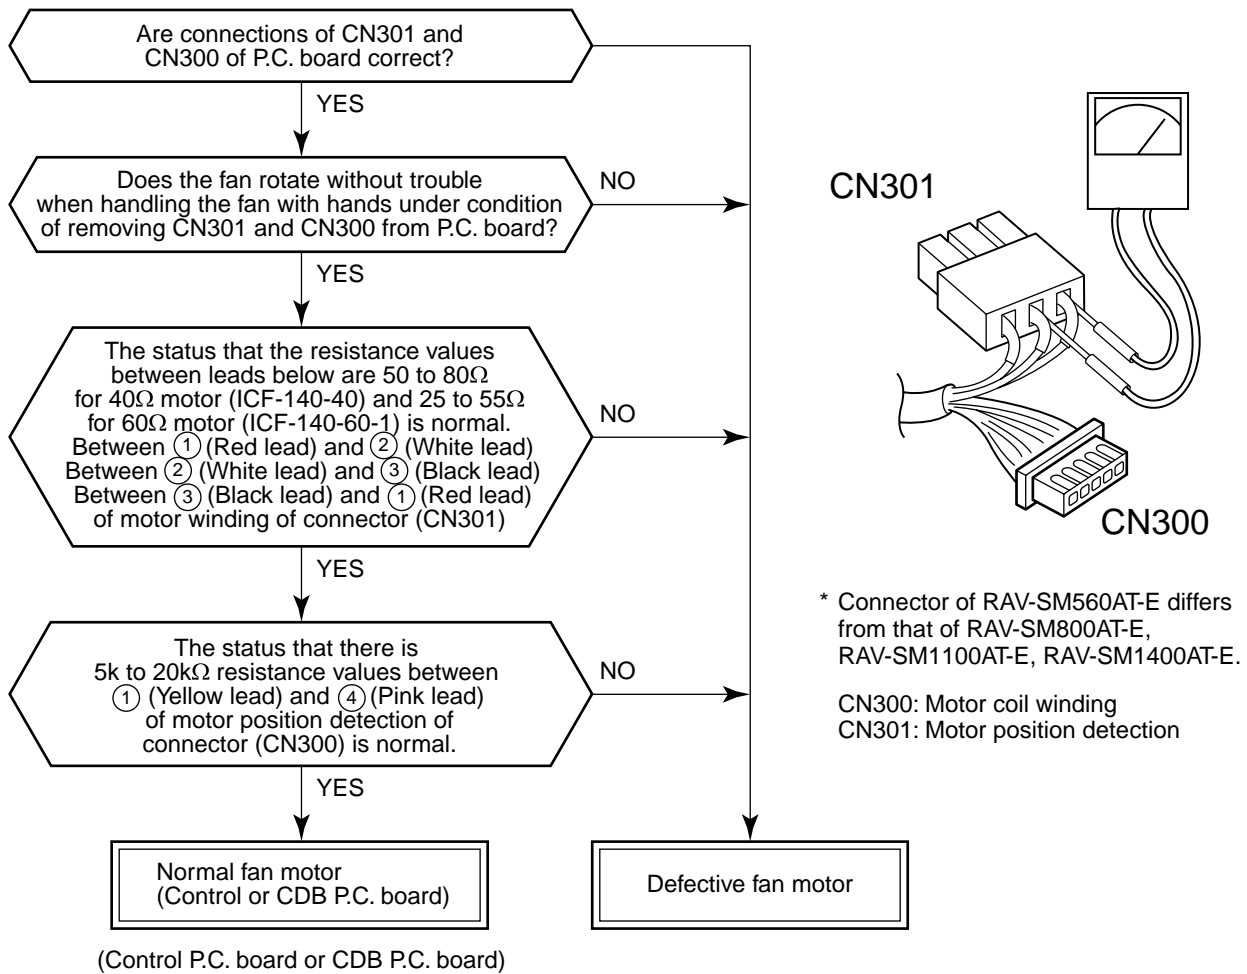 Are connections of CN301 and
CN300 of P.C. board correct?
YES
Does the fan rotate without trouble
when handling the fan with hands under condition
of removing CN301 and CN300 from P.C. board?
NO
YES
The status that the resistance values
between leads below are 50 to 80Ω
for 40Ω motor (ICF-140-40) and 25 to 55Ω
for 60Ω motor (ICF-140-60-1) is normal.
Between ① (Red lead) and ② (White lead)
Between ② (White lead) and ③ (Black lead)
Between ③ (Black lead) and ① (Red lead)
of motor winding of connector (CN301)
NO
YES
The status that there is
5k to 20kΩ resistance values between
① (Yellow lead) and ④ (Pink lead)
of motor position detection of
connector (CN300) is normal.
NO
YES
Normal fan motor
(Control or CDB P.C. board)
Defective fan motor
(Control P.C. board or CDB P.C. board)
CN301
CN300
* Connector of RAV-SM560AT-E differs
from that of RAV-SM800AT-E,
RAV-SM1100AT-E, RAV-SM1400AT-E.
CN300: Motor coil winding
CN301: Motor position detection